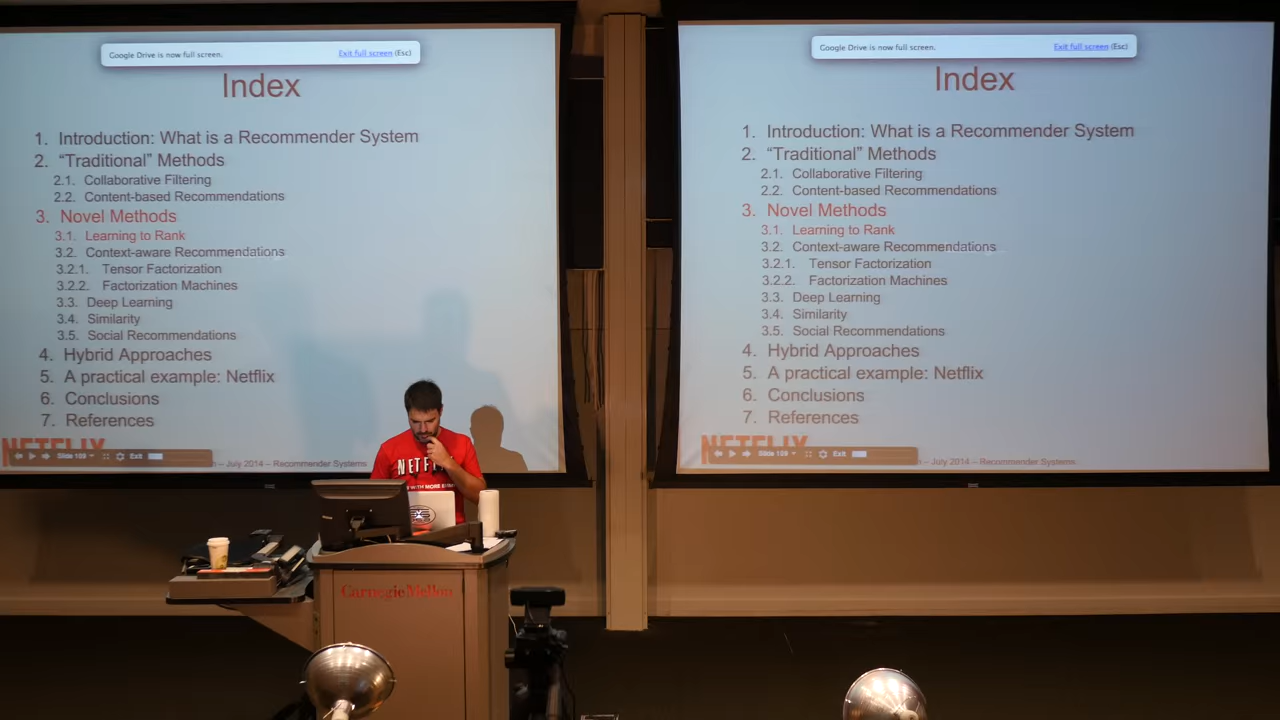 Google Drive is now full screen.
Exit full screen (Esc)
Index
1. Introduction: What is a Recommender System
2. “Traditional” Methods
2.1. Collaborative Filtering
2.2. Content-based Recommendations
3. Novel Methods
3.1. Learning to Rank
3.2. Context-aware Recommendations
3.2.1. Tensor Factorization
3.2.2. Factorization Machines
3.3. Deep Learning
3.4. Similarity
3.5. Social Recommendations
4. Hybrid Approaches
5. A practical example: Netflix
6. Conclusions
7. References
NETFLIX
Slide 109
Exit
– July 2014 – Recommender Systems
Google Drive is now full screen.
Exit full screen (Esc)
Index
1. Introduction: What is a Recommender System
2. “Traditional” Methods
2.1. Collaborative Filtering
2.2. Content-based Recommendations
3. Novel Methods
3.1. Learning to Rank
3.2. Context-aware Recommendations
3.2.1. Tensor Factorization
3.2.2. Factorization Machines
3.3. Deep Learning
3.4. Similarity
3.5. Social Recommendations
4. Hybrid Approaches
5. A practical example: Netflix
6. Conclusions
7. References
NETFLIX
Slide 109
Exit
– July 2014 – Recommender Systems
WITH MORE
Carnegie Mellon